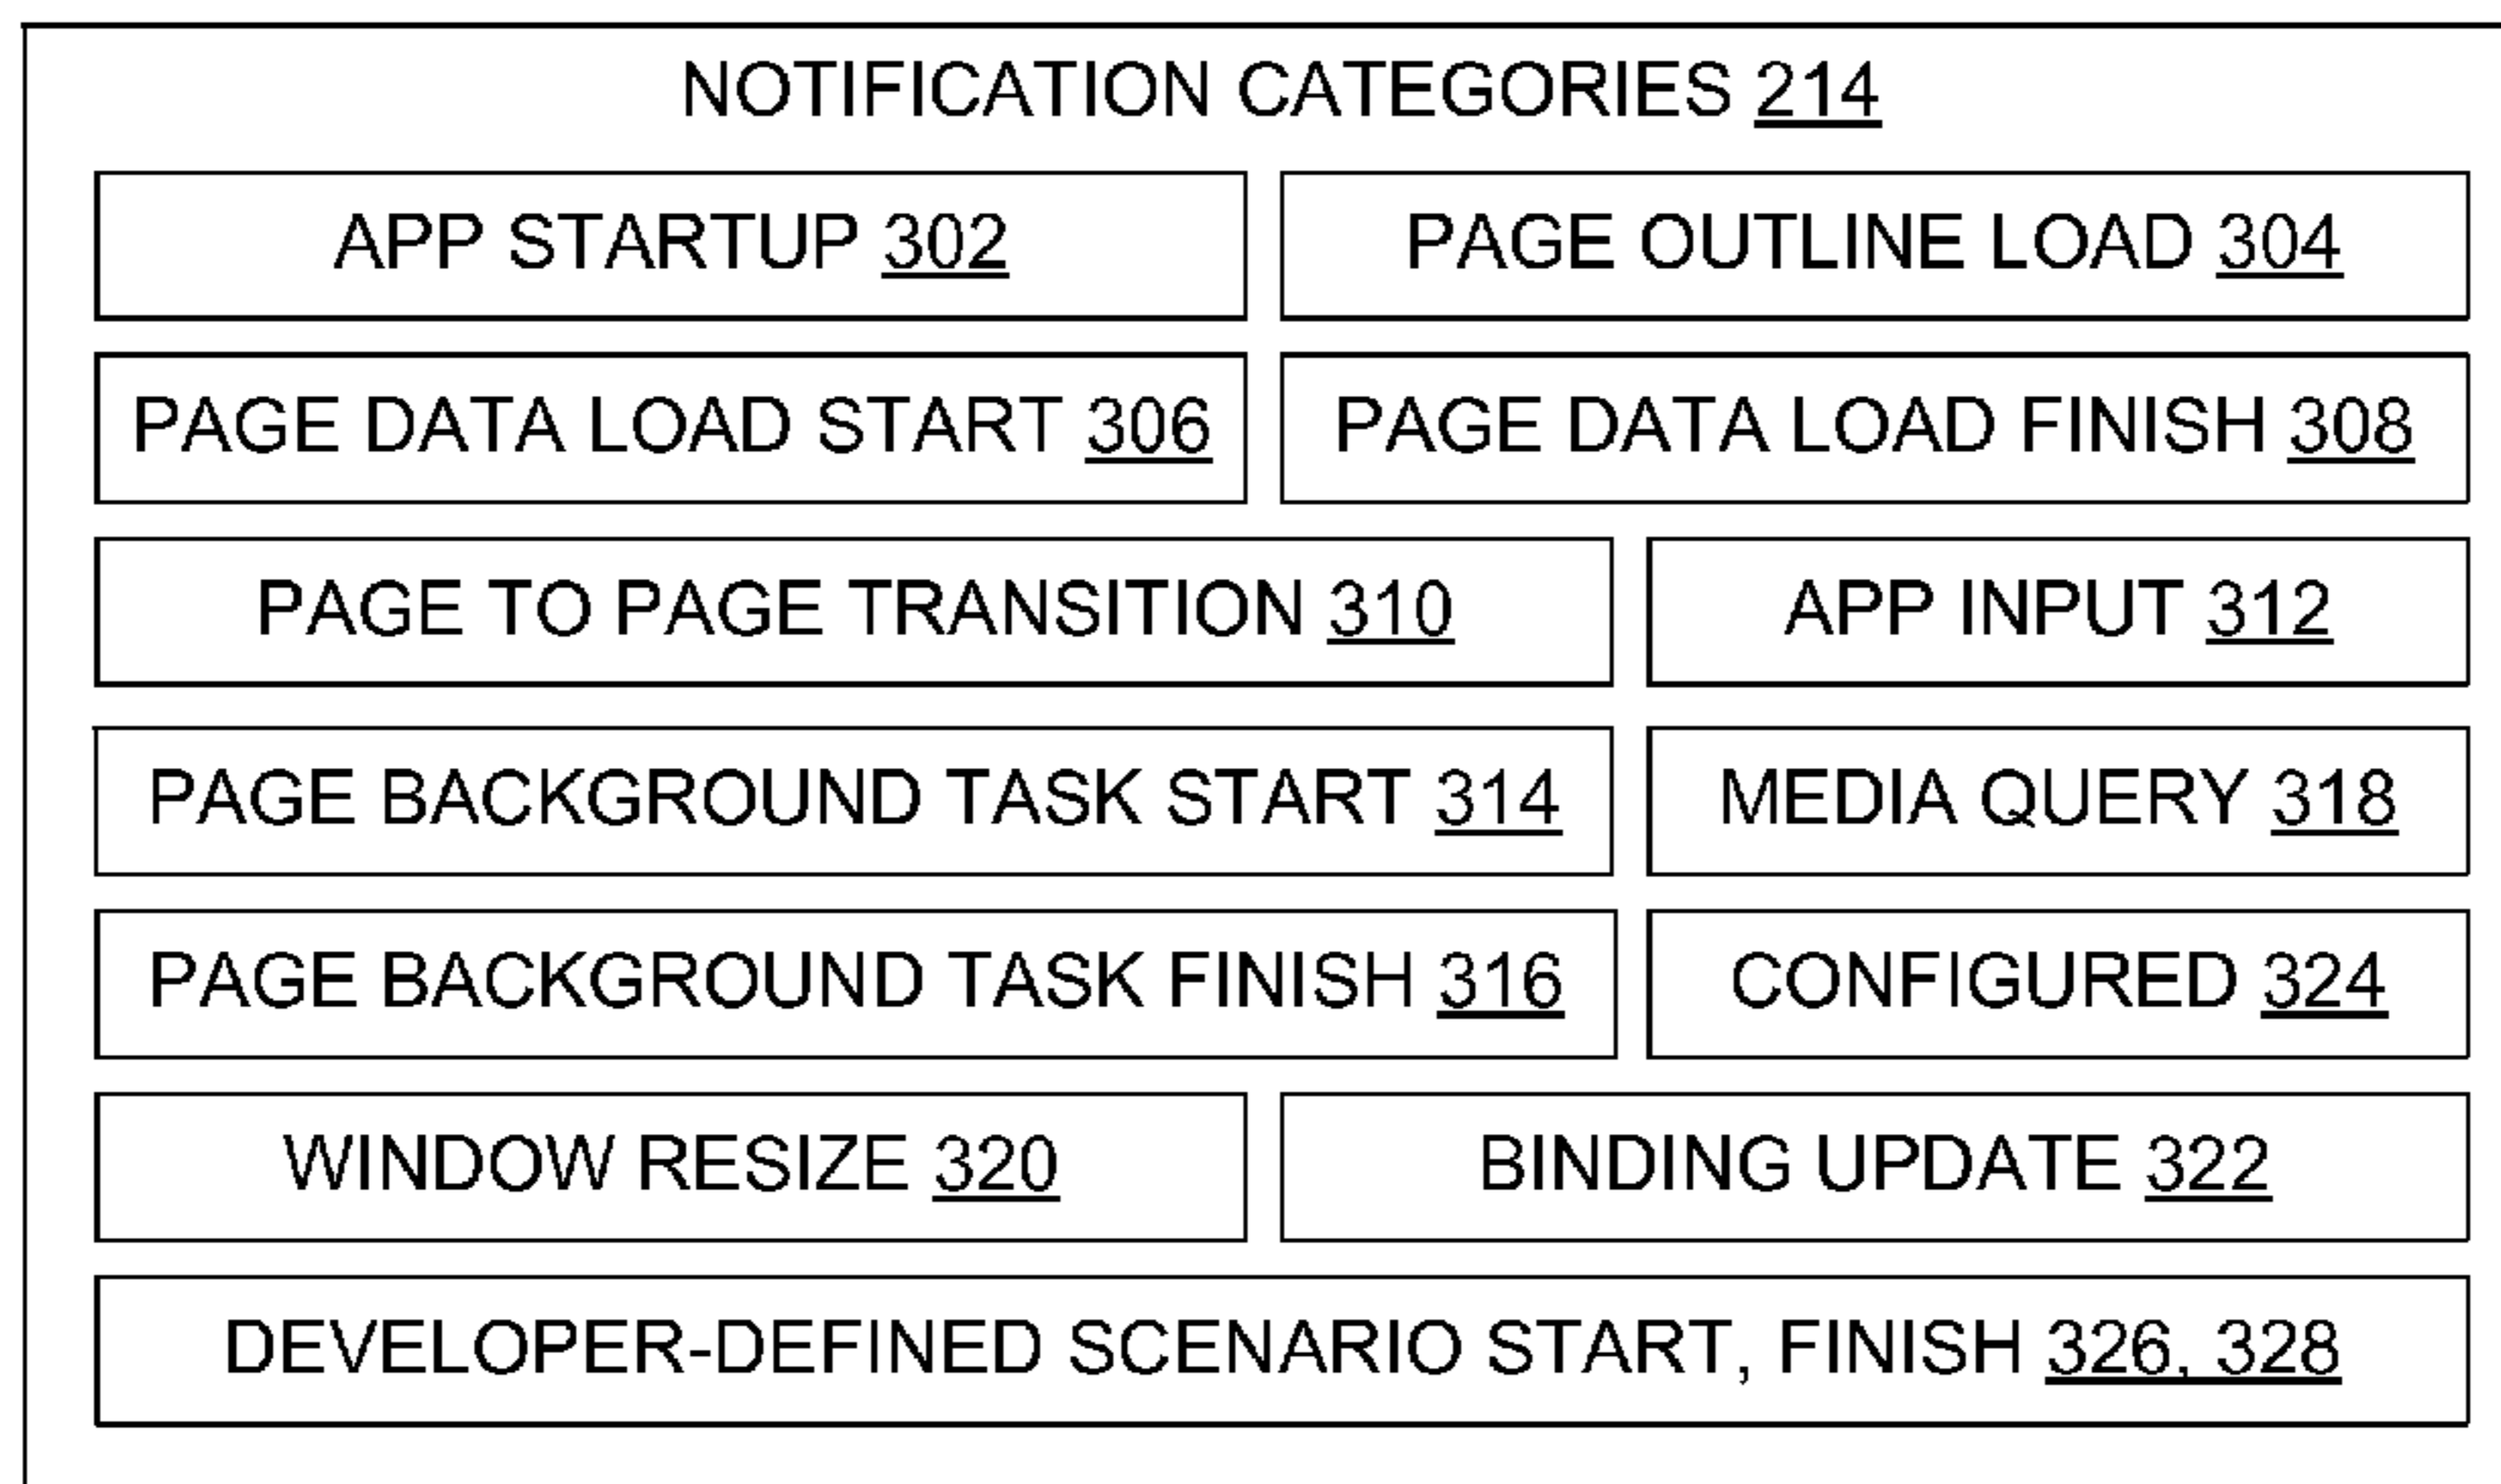 NOTIFICATION CATEGORIES 214
APP STARTUP 302
PAGE OUTLINE LOAD 304
PAGE DATA LOAD START 306
PAGE DATA LOAD FINISH 308
PAGE TO PAGE TRANSITION 310
APP INPUT 312
PAGE BACKGROUND TASK START 314
MEDIA QUERY 318
PAGE BACKGROUND TASK FINISH 316
CONFIGURED 324
WINDOW RESIZE 320
BINDING UPDATE 322
DEVELOPER-DEFINED SCENARIO START, FINISH 326, 328